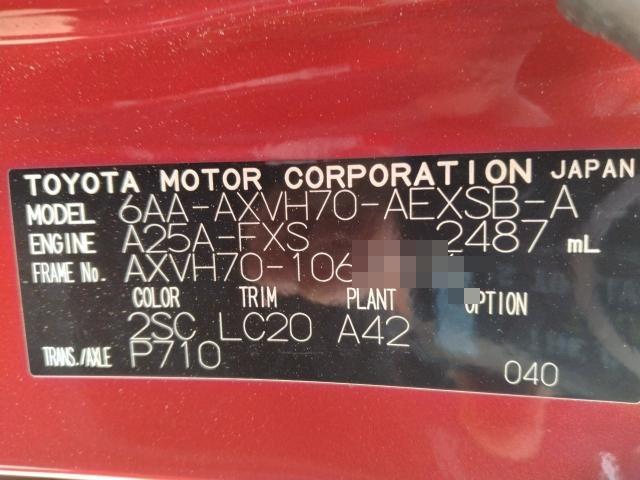 TOYOTA MOTOR CORPORATION JAPAN
MODEL 6AA-AXVH70-AEXSB-A
ENGINE A25A-FXS 2487 mL
FRAME No. AXVH70-106
COLOR TRIM PLANT OPTION
2SC LC20 A42
TRANS./AXLE P710
040